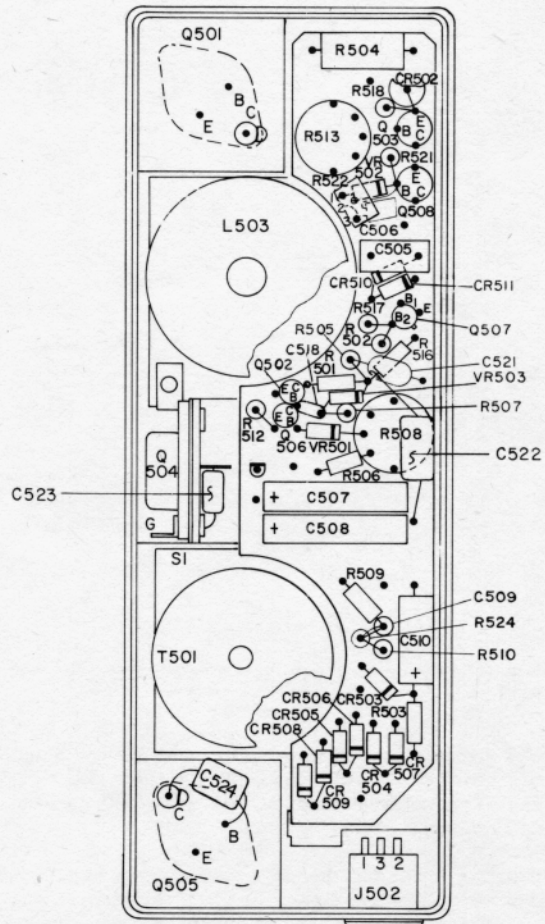 Q501
B
C
E
R504
R518
CR502
R513
Q
503
E
B C
VR
502
R521
R522
E
B C
Q508
1
2
3
C506
L503
C505
CR510
CR511
R517
B1
E
B2
Q507
R
502
R505
R
516
C518
C521
Q502
R
501
VR503
E C
B
R507
E C
B
R
512
Q
506
VR501
R508
C522
R506
Q
504
C523
G
+ C507
+ C508
S1
R509
C509
R524
C510
R510
+
T501
CR506
CR503
CR505
R503
CR508
CR
509
CR
504
CR
507
C524
C
B
E
Q505
1 3 2
J502